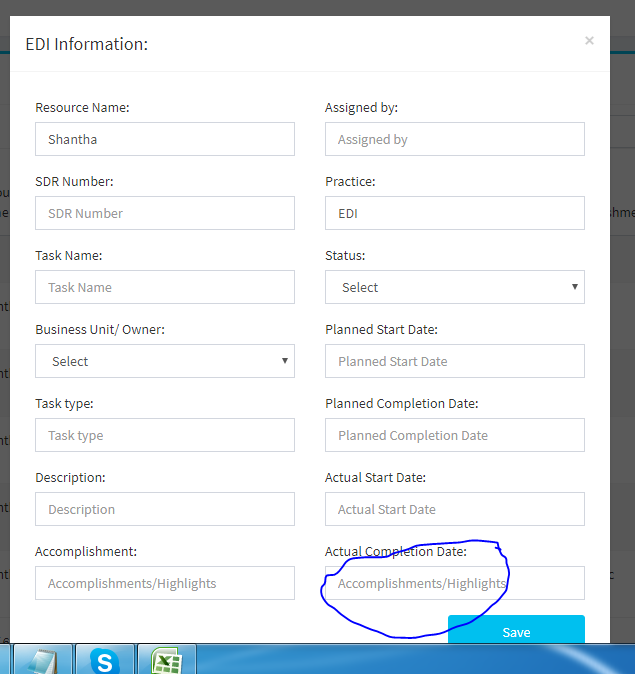 EDI Information:
×
Resource Name:
Assigned by:
Shantha
Assigned by
SDR Number:
Practice:
SDR Number
EDI
Task Name:
Status:
Task Name
Select
Business Unit/ Owner:
Planned Start Date:
Select
Planned Start Date
Task type:
Planned Completion Date:
Task type
Planned Completion Date
Description:
Actual Start Date:
Description
Actual Start Date
Accomplishment:
Actual Completion Date:
Accomplishments/Highlights
Accomplishments/Highlights
Save